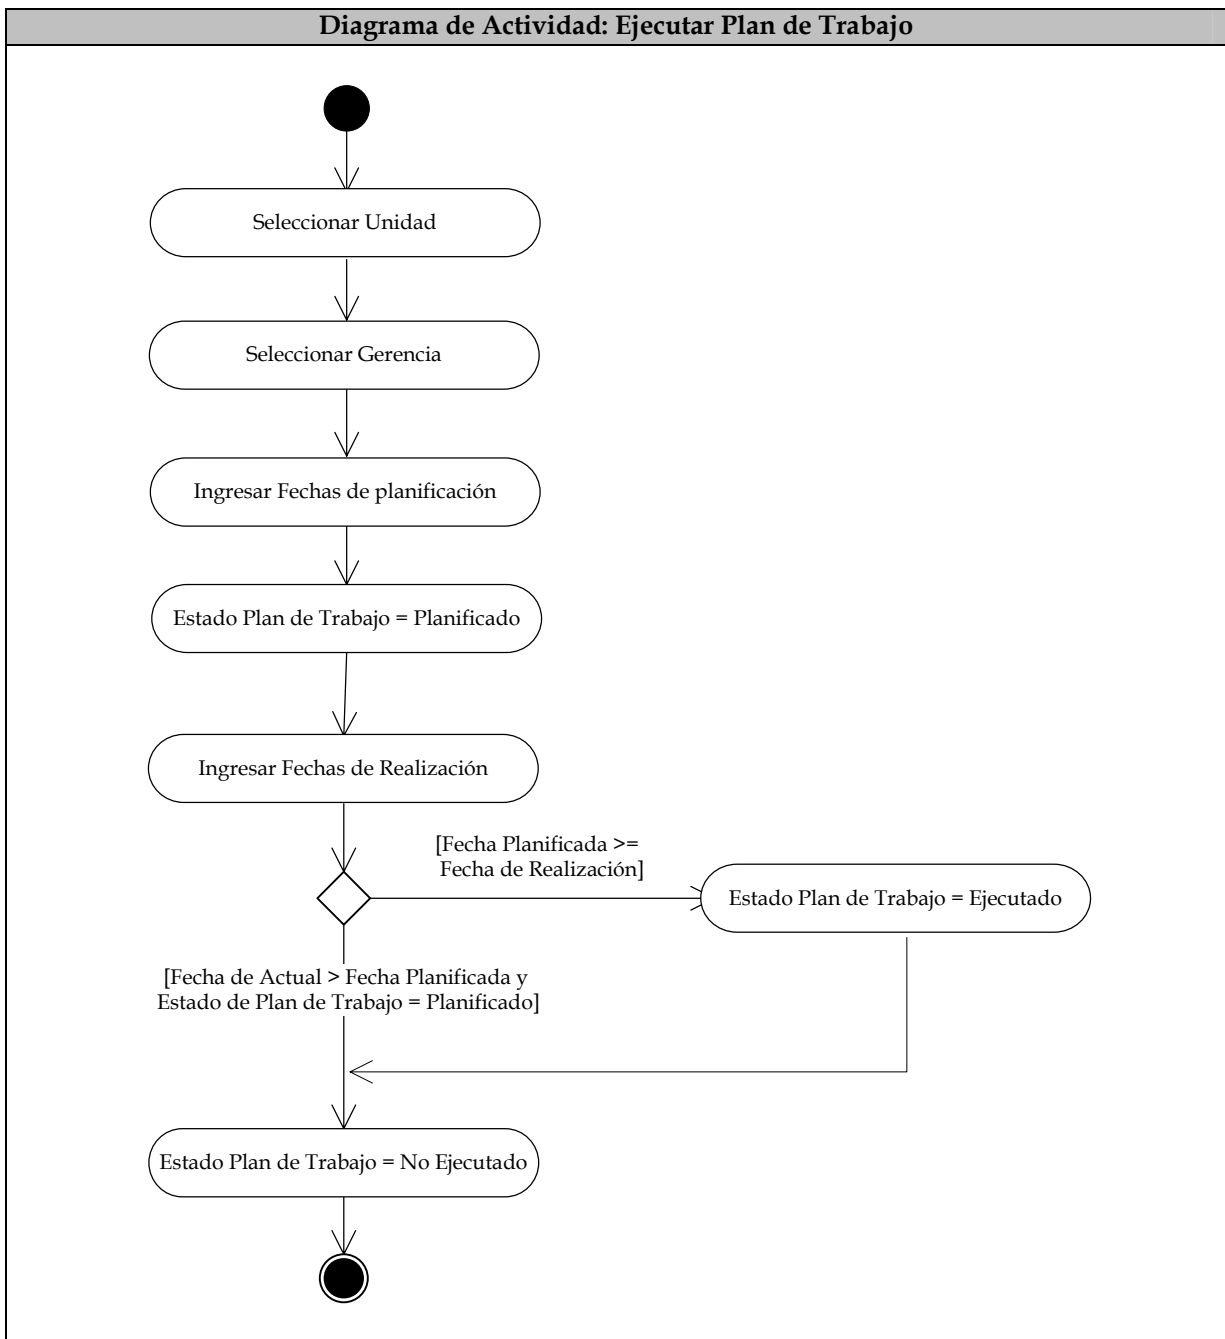 Diagrama de Actividad: Ejecutar Plan de Trabajo
Seleccionar Unidad
Seleccionar Gerencia
Ingresar Fechas de planificación
Estado Plan de Trabajo = Planificado
Ingresar Fechas de Realización
[Fecha Planificada >=
Fecha de Realización]
Estado Plan de Trabajo = Ejecutado
[Fecha de Actual > Fecha Planificada y
Estado de Plan de Trabajo = Planificado]
Estado Plan de Trabajo = No Ejecutado